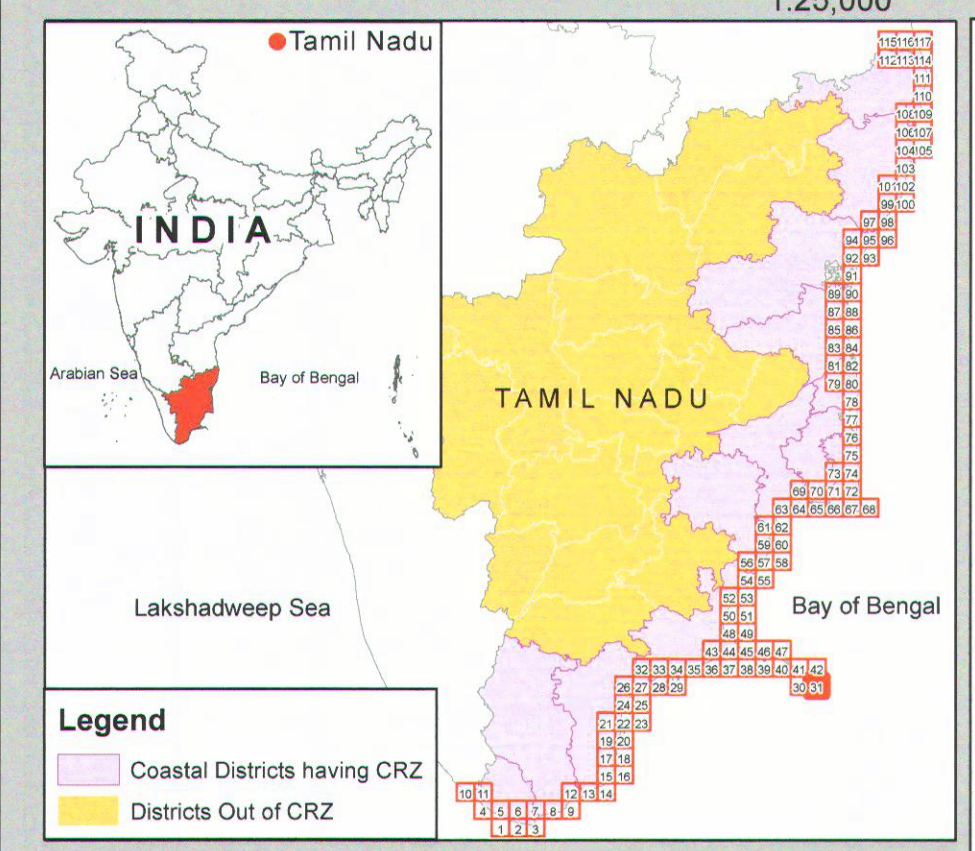 1:25,000
Tamil Nadu
INDIA
Arabian Sea
Bay of Bengal
115 116 117
112 113 114
111
110
108 109
106 107
104 105
103
101 102
99 100
97 98
94 95 96
92 93
91
89 90
87 88
85 86
83 84
81 82
79 80
TAMIL NADU
78
77
76
75
73 74
69 70 71 72
63 64 65 66 67 68
61 62
59 60
56 57 58
54 55
52 53
Lakshadweep Sea
Bay of Bengal
50 51
48 49
43 44 45 46 47
32 33 34 35 36 37 38 39 40 41 42
26 27 28 29 30 31
24 25
21 22 23
19 20
17 18
15 16
10 11 12 13 14
4 5 6 7 8 9
1 2 3
Legend
Coastal Districts having CRZ
Districts Out of CRZ